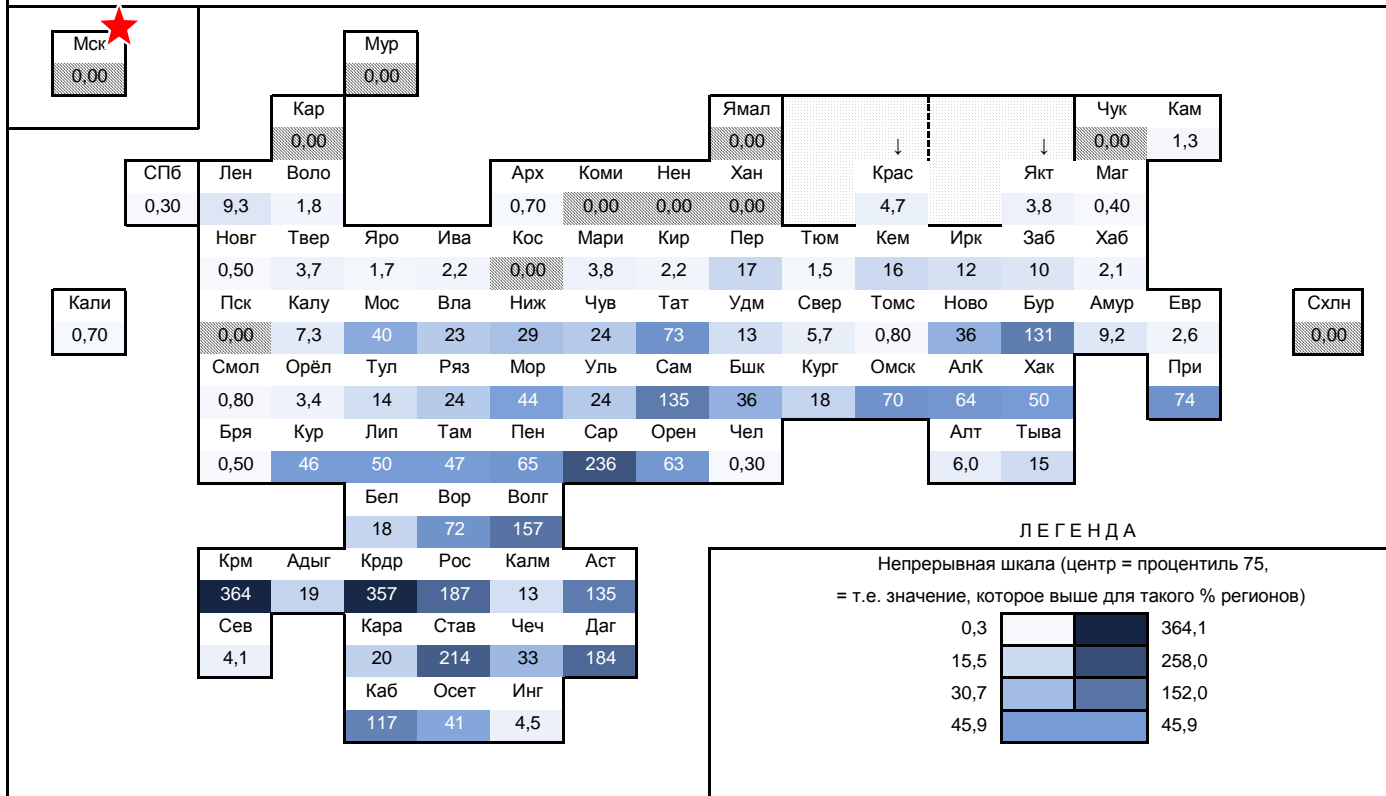 Мск Мур
0,00 0,00
Кар Ямал Чук Кам
0,00 0,00 ↓ ↓ 0,00 1,3
СПб Лен Воло Арх Коми Нен Хан Крас Якт Маг
0,30 9,3 1,8 0,70 0,00 0,00 0,00 4,7 3,8 0,40
Новг Твер Яро Ива Кос Мари Кир Пер Тюм Кем Ирк Заб Хаб
0,50 3,7 1,7 2,2 0,00 3,8 2,2 17 1,5 16 12 10 2,1
Кали Пск Калу Мос Вла Ниж Чув Тат Удм Свер Томс Ново Бур Амур Евр Схлн
0,70 0,00 7,3 40 23 29 24 73 13 5,7 0,80 36 131 9,2 2,6 0,00
Смол Орёл Тул Ряз Мор Уль Сам Бшк Кург Омск АлК Хак При
0,80 3,4 14 24 44 24 135 36 18 70 64 50 74
Бря Кур Лип Там Пен Сар Орен Чел Алт Тыва
0,50 46 50 47 65 236 63 0,30 6,0 15
Бел Вор Волг
18 72 157
ЛЕГЕНДА
Крм Адыг Крдр Рос Калм Аст
364 19 357 187 13 135
Сев Кара Став Чеч Даг
4,1 20 214 33 184
Каб Осет Инг
117 41 4,5
Непрерывная шкала (центр = процентиль 75,
= т.е. значение, которое выше для такого % регионов)
0,3 364,1
15,5 258,0
30,7 152,0
45,9 45,9